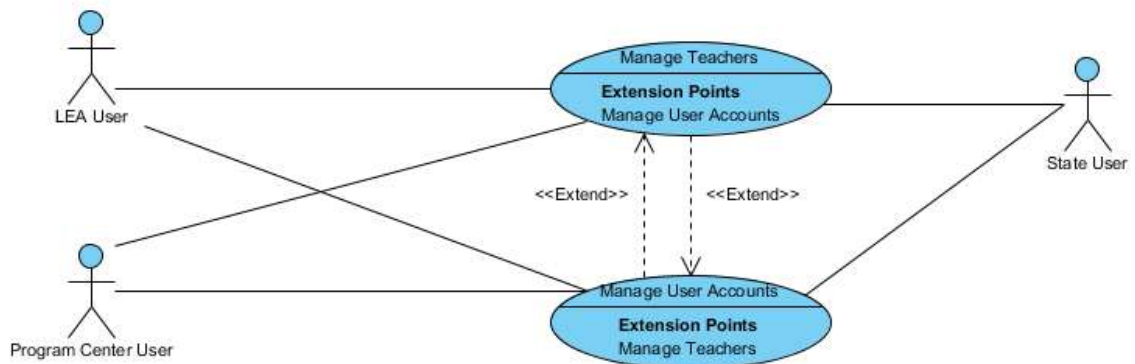 Manage Teachers
Extension Points
Manage User Accounts
LEA User
State User
<<Extend>>
<<Extend>>
Manage User Accounts
Extension Points
Manage Teachers
Program Center User